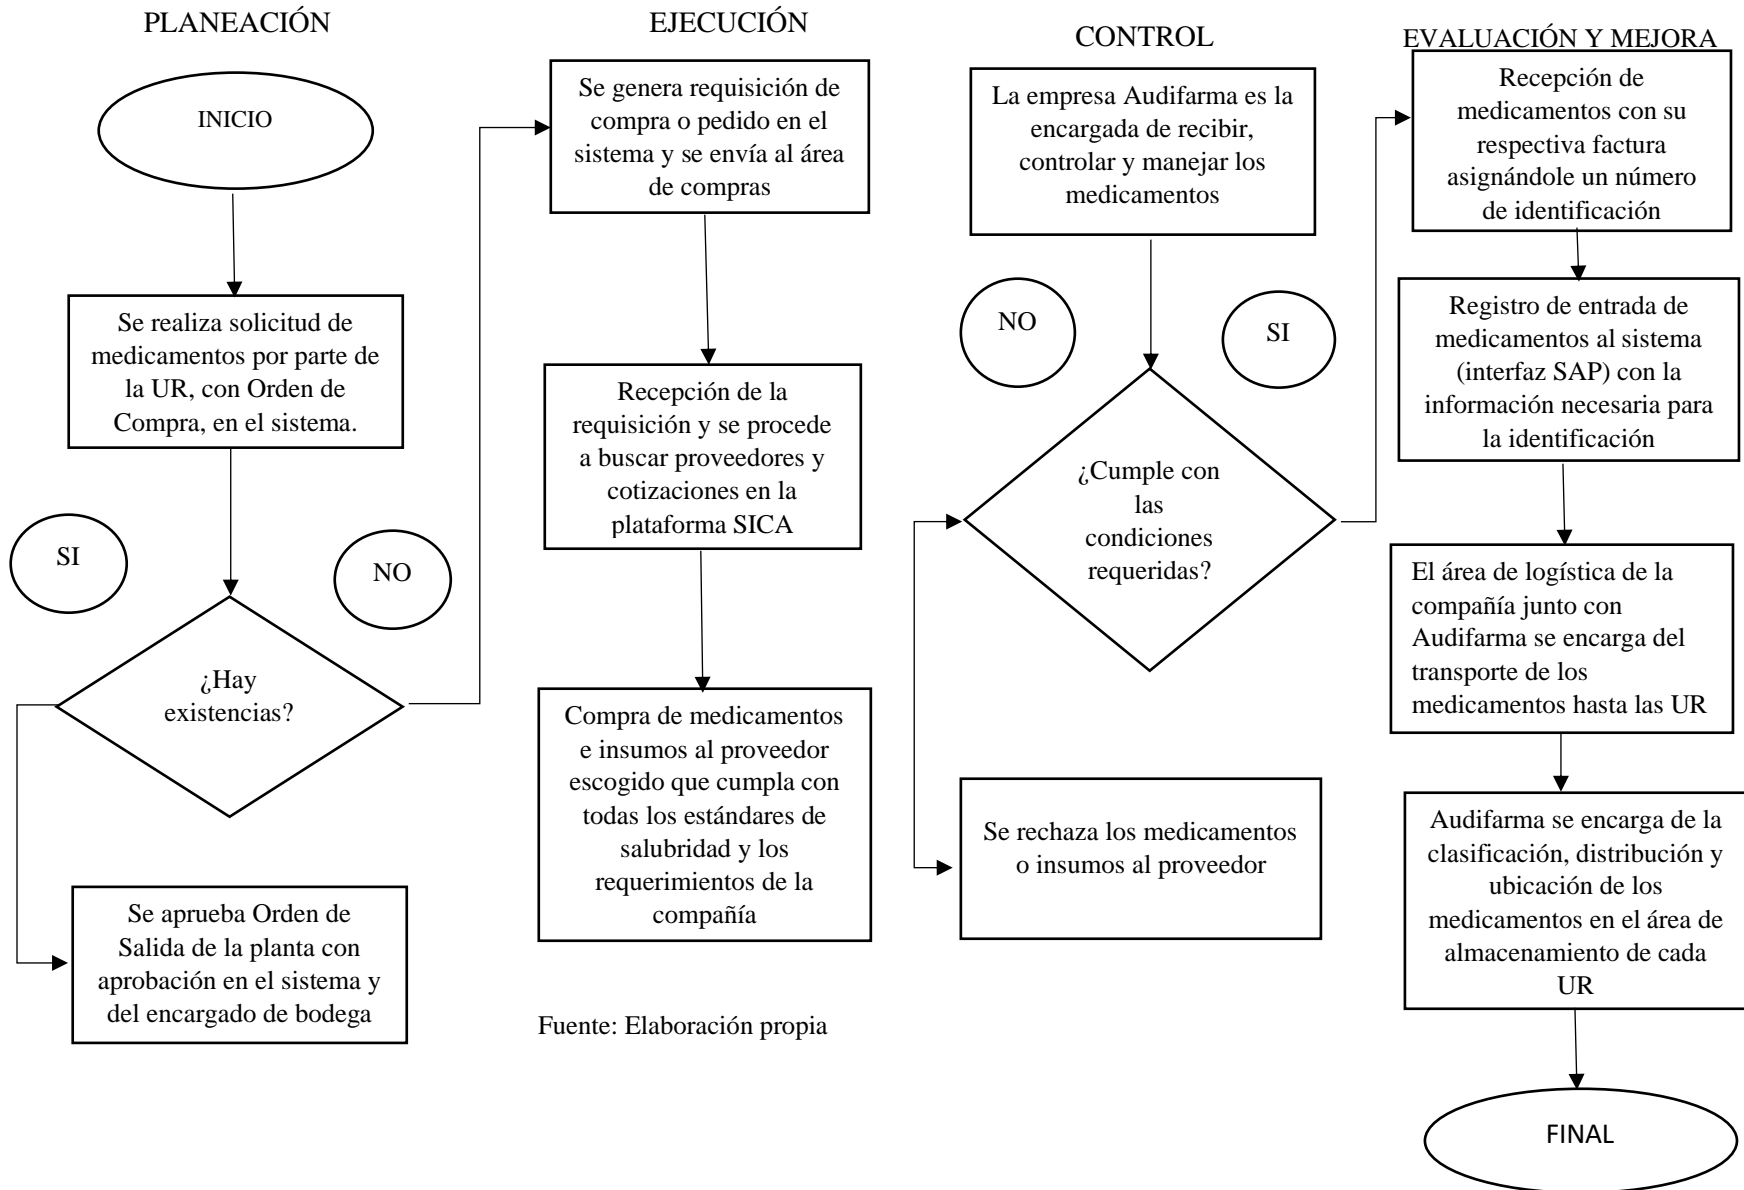 PLANEACIÓN
INICIO
Se realiza solicitud de
medicamentos por parte de
la UR, con Orden de
Compra, en el sistema.
SI
NO
¿Hay
existencias?
Se aprueba Orden de
Salida de la planta con
aprobación en el sistema y
del encargado de bodega
EJECUCIÓN
Se genera requisición de
compra o pedido en el
sistema y se envía al área
de compras
Recepción de la
requisición y se procede
a buscar proveedores y
cotizaciones en la
plataforma SICA
Compra de medicamentos
e insumos al proveedor
escogido que cumpla con
todas los estándares de
salubridad y los
requerimientos de la
compañía
Fuente: Elaboración propia
CONTROL
La empresa Audifarma es la
encargada de recibir,
controlar y manejar los
medicamentos
NO
SI
¿Cumple con
las
condiciones
requeridas?
Se rechaza los medicamentos
o insumos al proveedor
EVALUACIÓN Y MEJORA
Recepción de
medicamentos con su
respectiva factura
asignándole un número
de identificación
Registro de entrada de
medicamentos al sistema
(interfaz SAP) con la
información necesaria para
la identificación
El área de logística de la
compañía junto con
Audifarma se encarga del
transporte de los
medicamentos hasta las UR
Audifarma se encarga de la
clasificación, distribución y
ubicación de los
medicamentos en el área de
almacenamiento de cada
UR
FINAL